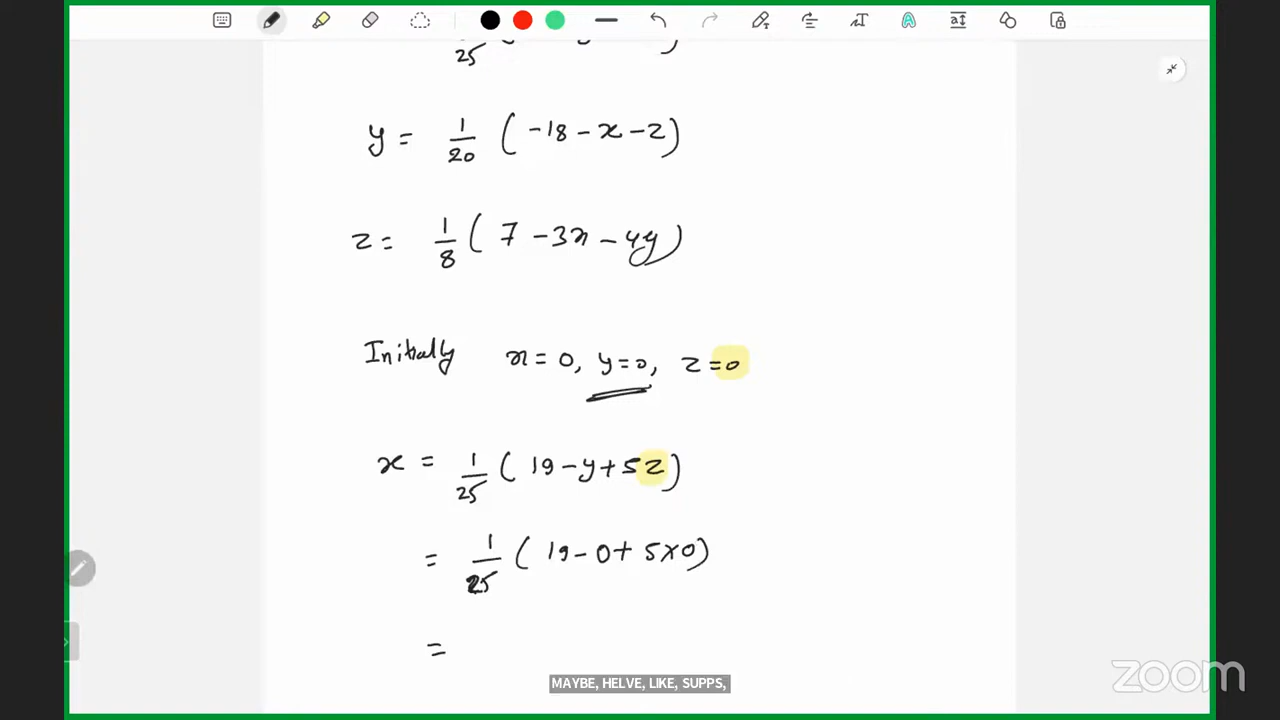 25
y = 1/20 ( -18 - x - z )
z = 1/8 ( 7 - 3x - 4y )
Initially x = 0, y = 0, z = 0
x = 1/25 ( 19 - y + 5z )
= 1/25 ( 19 - 0 + 5 × 0 )
=
MAYBE, HELVE, LIKE, SUPPS,
zoom